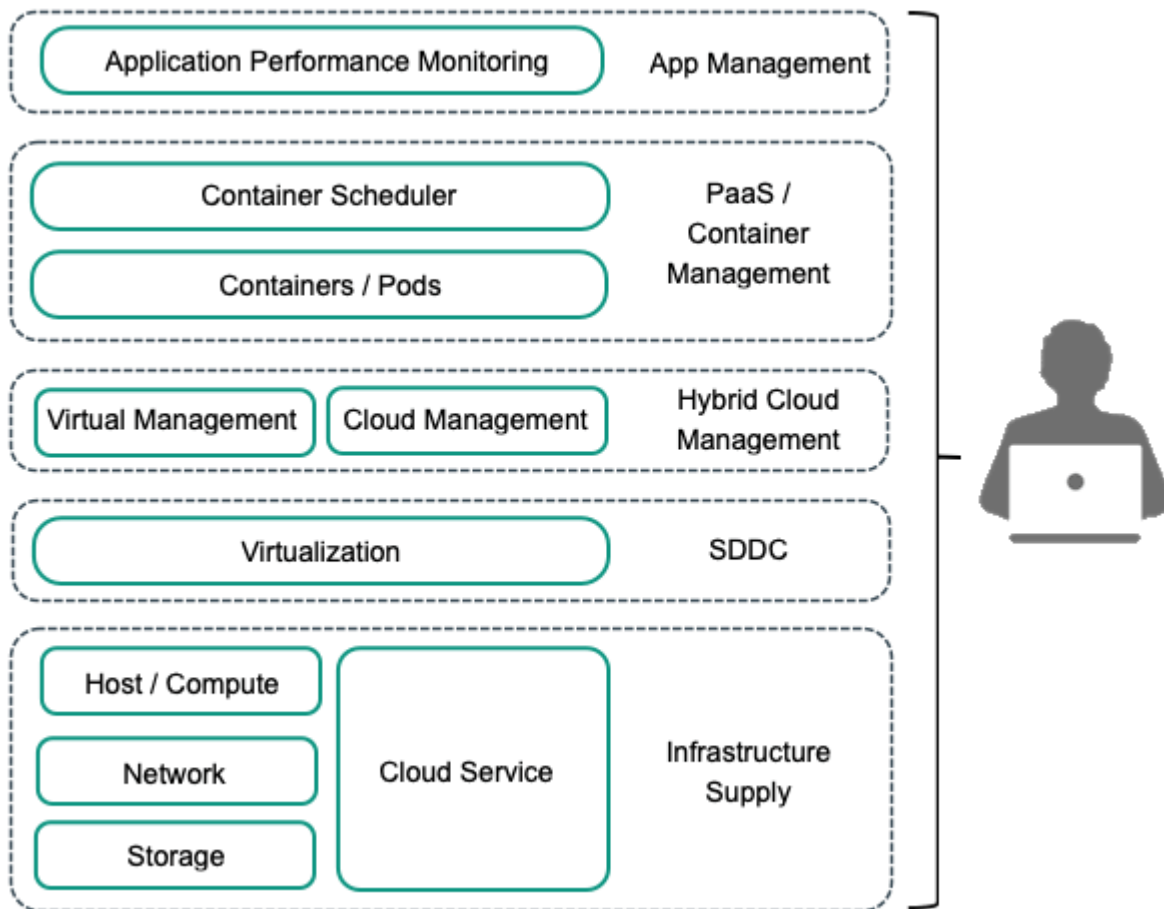 Application Performance Monitoring
App Management
Container Scheduler
Containers / Pods
PaaS /
Container
Management
Virtual Management
Cloud Management
Hybrid Cloud
Management
Virtualization
SDDC
Host / Compute
Network
Storage
Cloud Service
Infrastructure
Supply